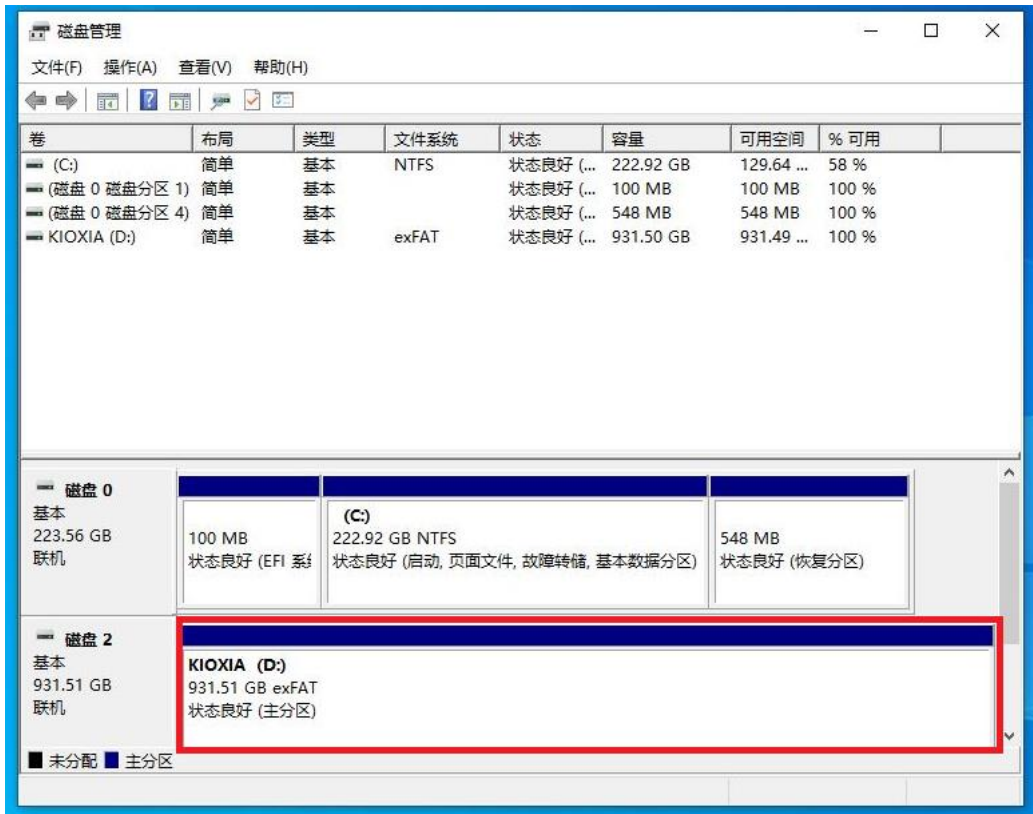 磁盘管理
文件(F) 操作(A) 查看(V) 帮助(H)
卷 布局 类型 文件系统 状态 容量 可用空间 % 可用
(C:) 简单 基本 NTFS 状态良好 (... 222.92 GB 129.64 ... 58 %
(磁盘 0 磁盘分区 1) 简单 基本 状态良好 (... 100 MB 100 MB 100 %
(磁盘 0 磁盘分区 4) 简单 基本 状态良好 (... 548 MB 548 MB 100 %
KIOXIA (D:) 简单 基本 exFAT 状态良好 (... 931.50 GB 931.49 ... 100 %
磁盘 0
基本
223.56 GB
联机
100 MB
状态良好 (EFI 系统
(C:)
222.92 GB NTFS
状态良好 (启动, 页面文件, 故障转储, 基本数据分区)
548 MB
状态良好 (恢复分区)
磁盘 2
基本
931.51 GB
联机
KIOXIA (D:)
931.51 GB exFAT
状态良好 (主分区)
未分配 主分区